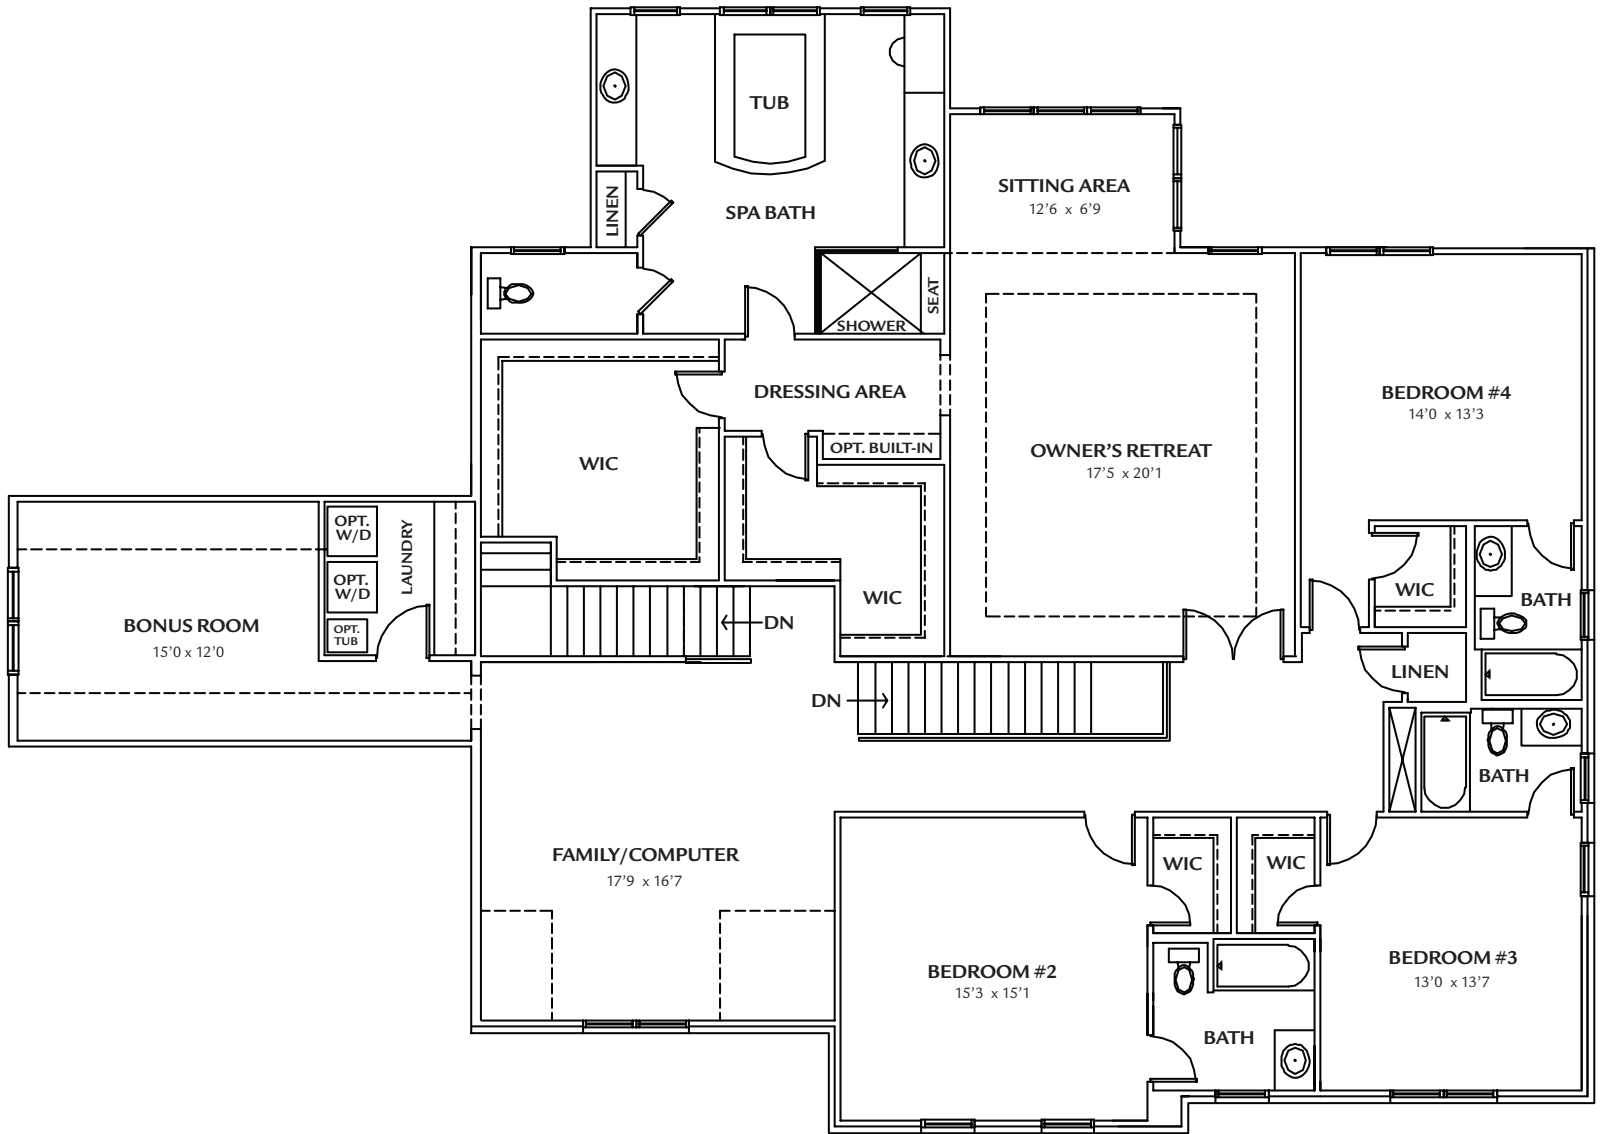 TUB
SITTING AREA
12'6 x 6'9
LINEN
SPA BATH
SEAT
SHOWER
DRESSING AREA
BEDROOM #4
14'0 x 13'3
OPT. BUILT-IN
OWNER'S RETREAT
17'5 x 20'1
WIC
OPT.
W/D
LAUNDRY
OPT.
W/D
WIC
WIC
BATH
BONUS ROOM
15'0 x 12'0
OPT.
TUB
DN
LINEN
DN
BATH
FAMILY/COMPUTER
17'9 x 16'7
WIC
WIC
BEDROOM #2
15'3 x 15'1
BEDROOM #3
13'0 x 13'7
BATH